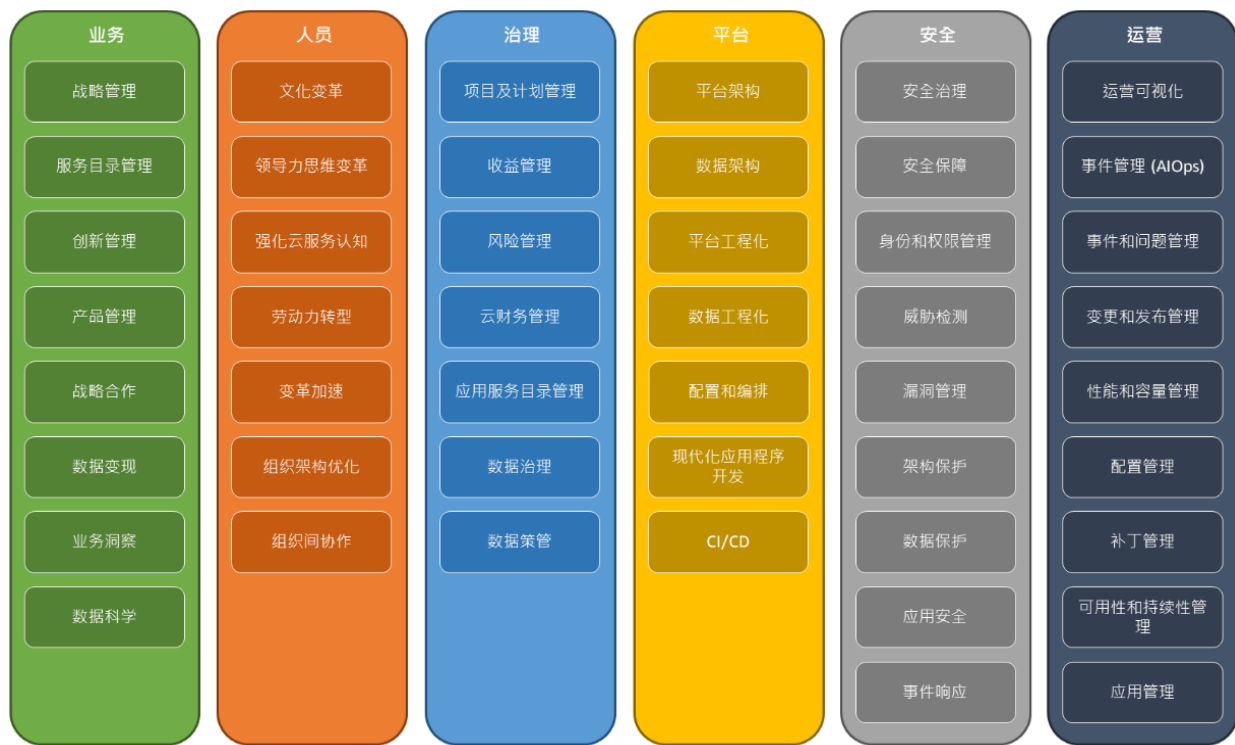 业务
战略管理
服务目录管理
创新管理
产品管理
战略合作
数据变现
业务洞察
数据科学
人员
文化变革
领导力思维变革
强化云服务认知
劳动力转型
变革加速
组织架构优化
组织间协作
治理
项目及计划管理
收益管理
风险管理
云财务管理
应用服务目录管理
数据治理
数据策管
平台
平台架构
数据架构
平台工程化
数据工程化
配置和编排
现代化应用程序
开发
CI/CD
安全
安全治理
安全保障
身份和权限管理
威胁检测
漏洞管理
架构保护
数据保护
应用安全
事件响应
运营
运营可视化
事件管理 (AIOps)
事件和问题管理
变更和发布管理
性能和容量管理
配置管理
补丁管理
可用性和持续性管
理
应用管理